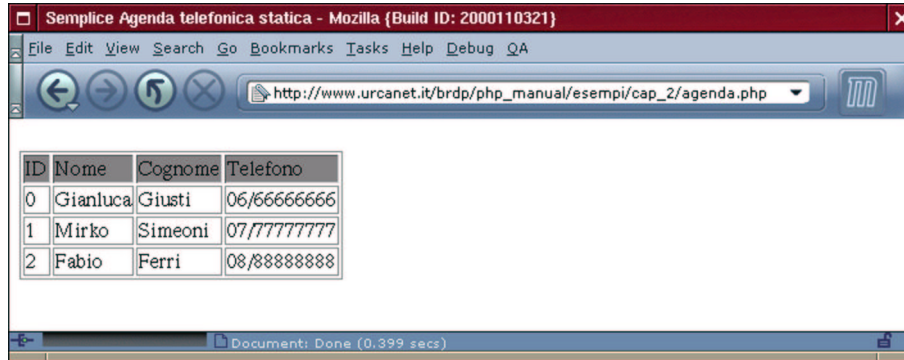 Semplice Agenda telefonica statica - Mozilla {Build ID: 2000110321}
File Edit View Search Go Bookmarks Tasks Help Debug QA
http://www.urcanet.it/brdp/php_manual/esempi/cap_2/agenda.php
ID Nome Cognome Telefono
0 Gianluca Giusti 06/66666666
1 Mirko Simeoni 07/77777777
2 Fabio Ferri 08/88888888
Document: Done (0.399 secs)